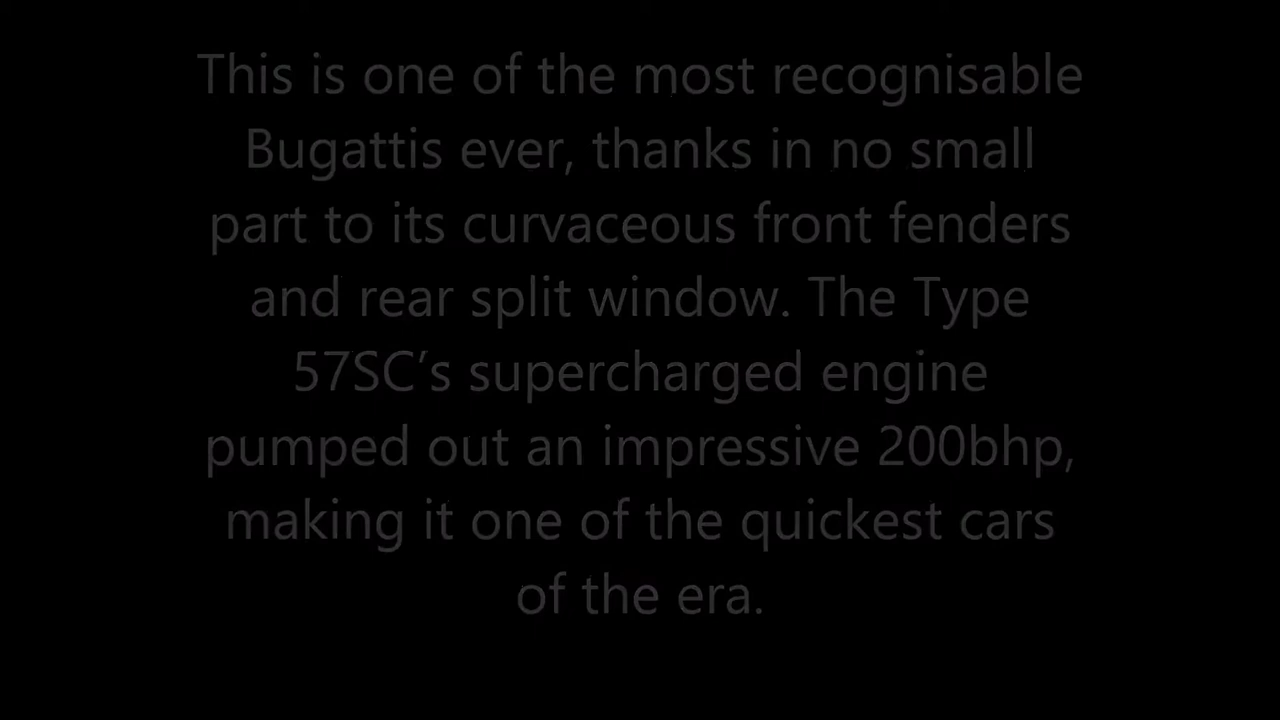 This is one of the most recognisable
Bugattis ever, thanks in no small
part to its curvaceous front fenders
and rear split window. The Type
57SC’s supercharged engine
pumped out an impressive 200bhp,
making it one of the quickest cars
of the era.